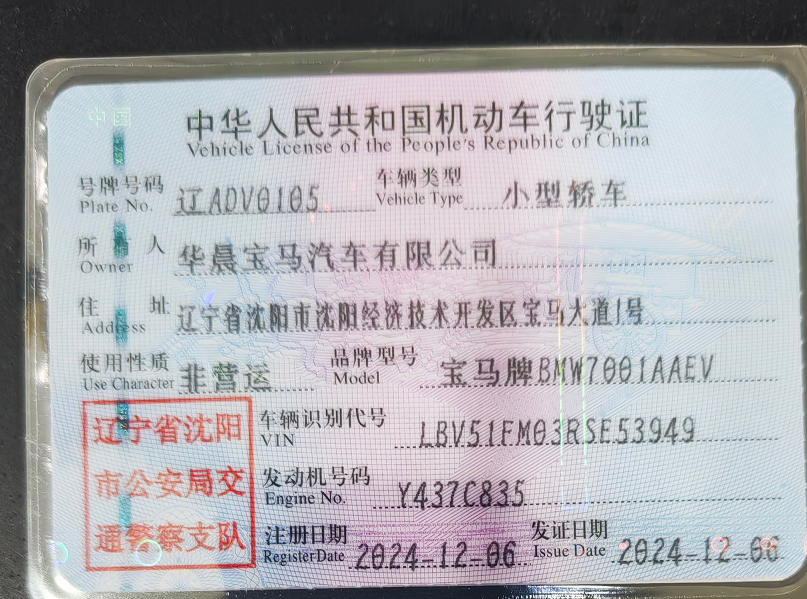 中国
中华人民共和国机动车行驶证
Vehicle License of the People's Republic of China
号牌号码 辽ADV0105 车辆类型 小型轿车
Plate No. Vehicle Type
所有人 华晨宝马汽车有限公司
Owner
住址 辽宁省沈阳市沈阳经济技术开发区宝马大道1号
Address
使用性质 非营运 品牌型号 宝马牌BMW7001AAEV
Use Character Model
辽宁省沈阳 车辆识别代号 LBV51FM03RSE53949
VIN
市公安局交 发动机号码 Y437C835
Engine No.
通警察支队 注册日期 2024-12-06 发证日期 2024-12-06
Register Date Issue Date